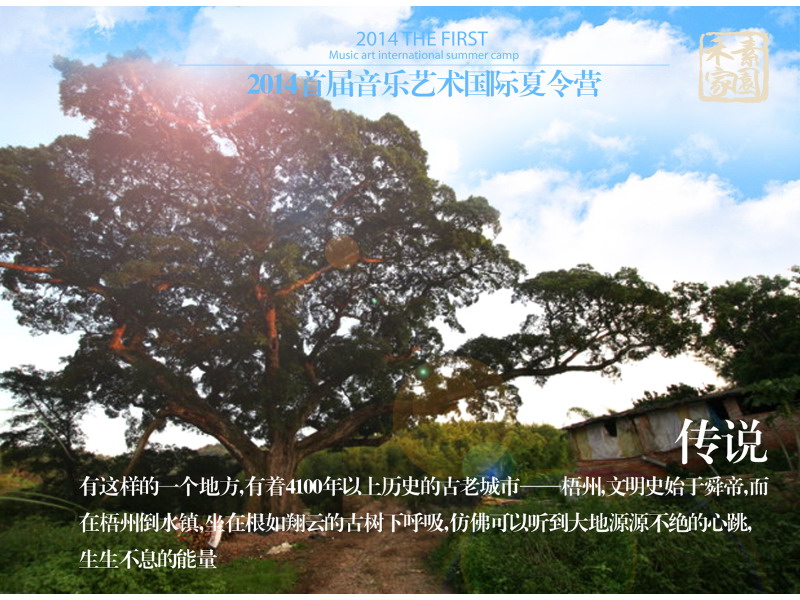 2014 THE FIRST
Music art international summer camp
2014首届音乐艺术国际夏令营
禾素家園
传说
有这样的一个地方,有着4100年以上历史的古老城市——梧州,文明史始于舜帝,而
在梧州倒水镇,坐在根如翔云的古树下呼吸,仿佛可以听到大地源源不绝的心跳,
生生不息的能量